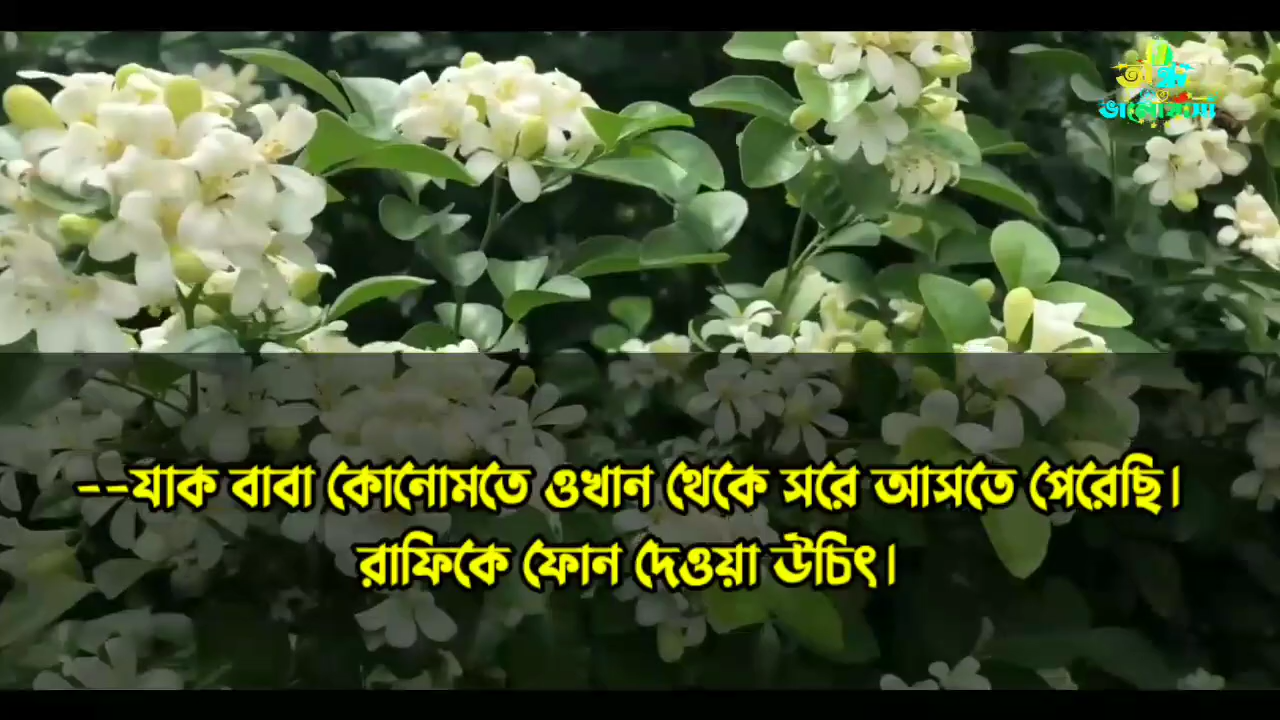 --যাক বাবা কোনোমতে ওখান থেকে সরে আসতে পেরেছি।
রাফিকে ফোন দেওয়া উচিৎ।